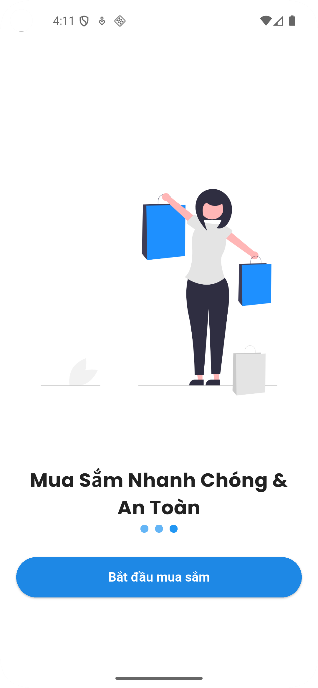 4:11
Mua Sắm Nhanh Chóng &
An Toàn
Bắt đầu mua sắm